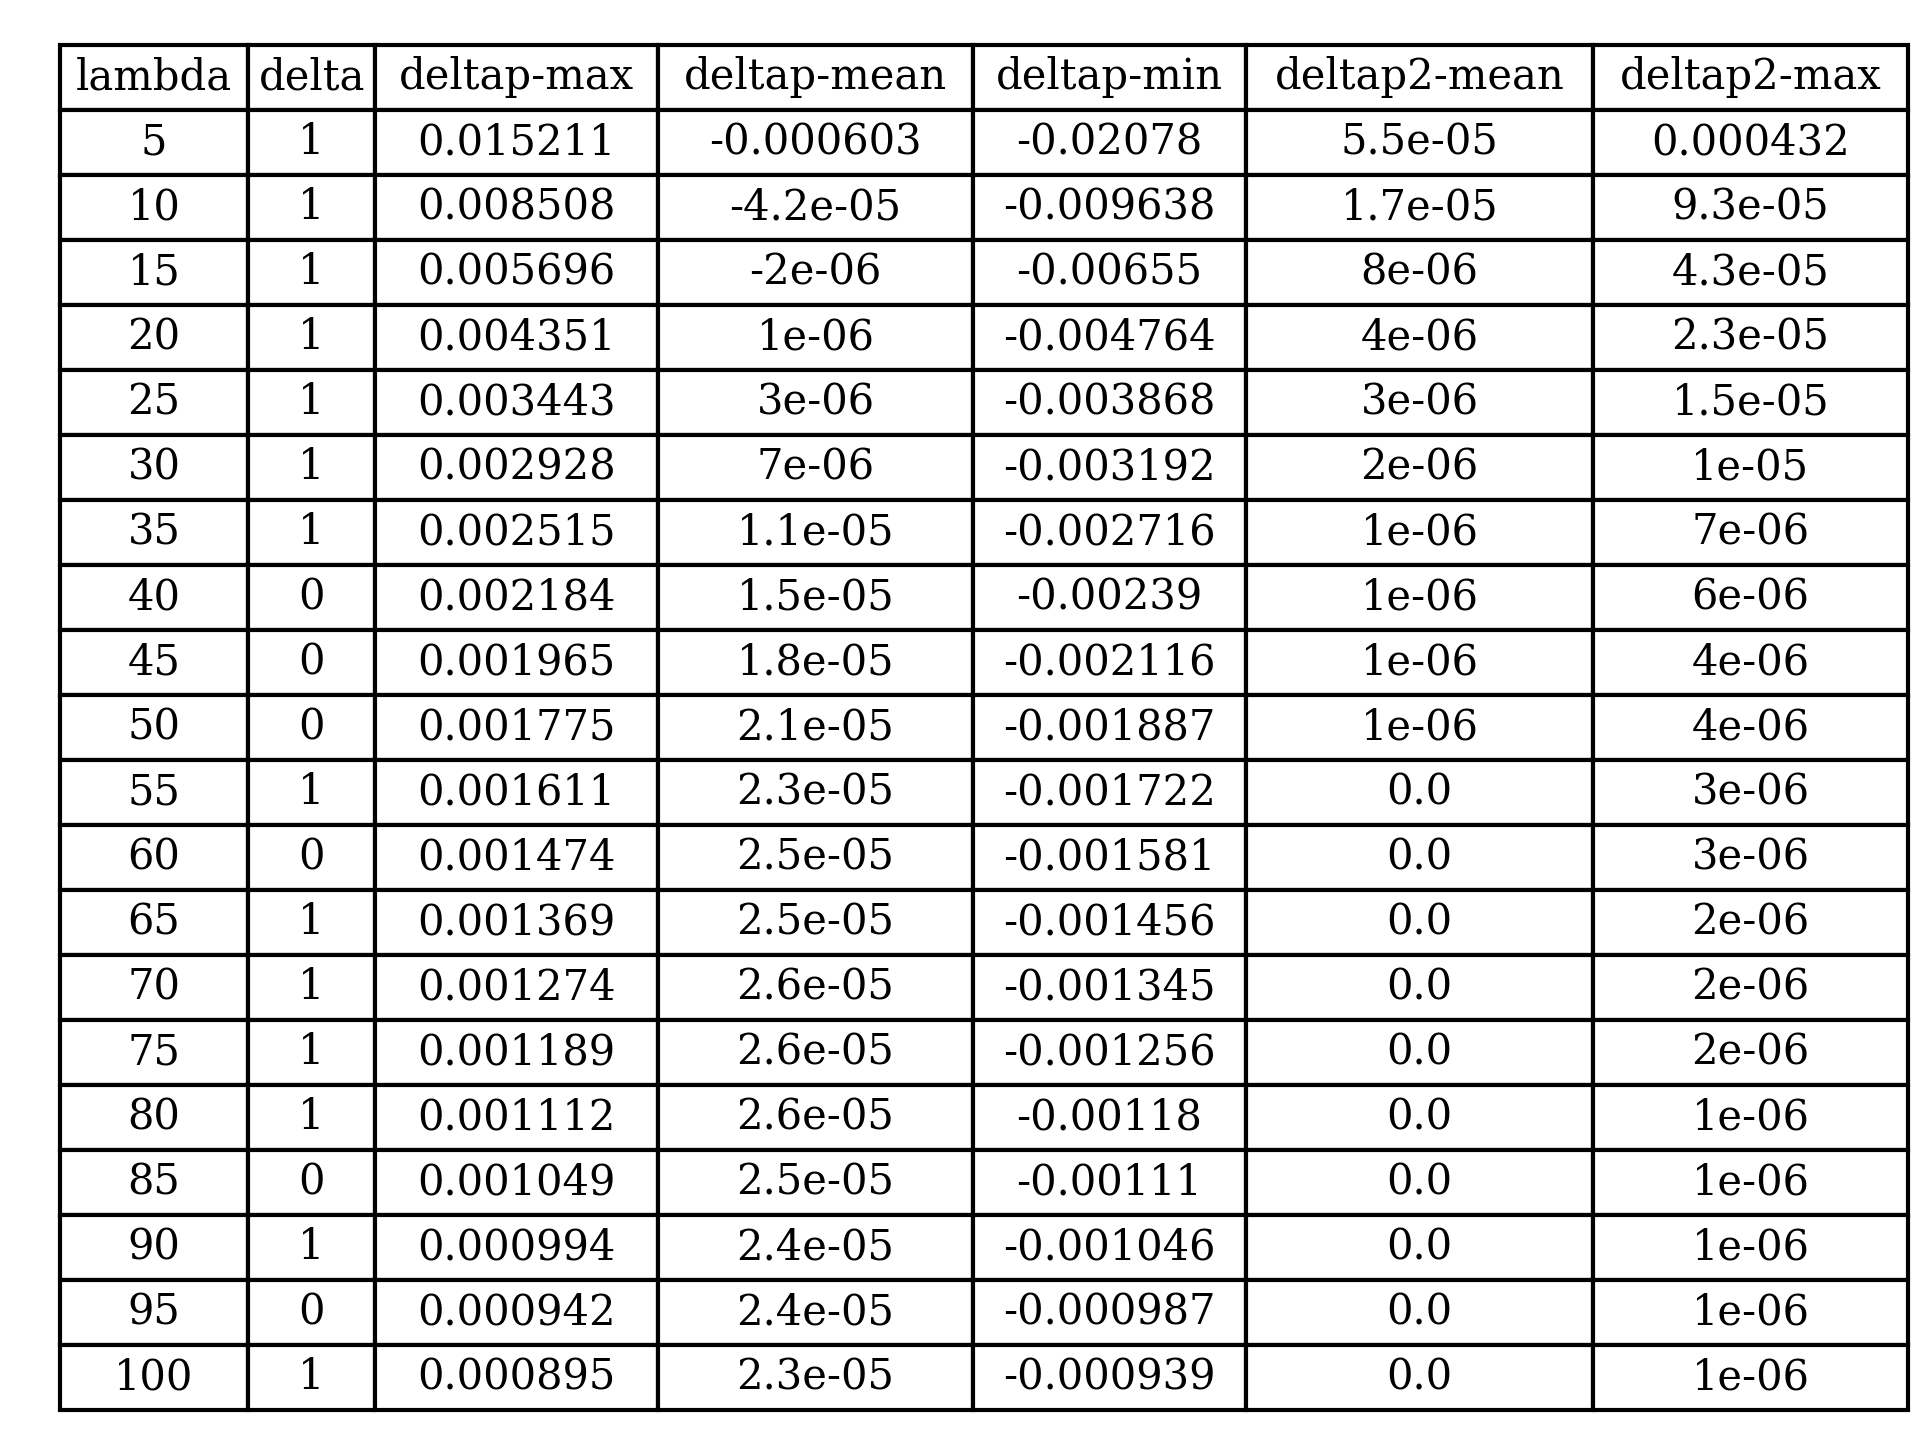 lambda delta deltap-max deltap-mean deltap-min deltap2-mean deltap2-max
5 1 0.015211 -0.000603 -0.02078 5.5e-05 0.000432
10 1 0.008508 -4.2e-05 -0.009638 1.7e-05 9.3e-05
15 1 0.005696 -2e-06 -0.00655 8e-06 4.3e-05
20 1 0.004351 1e-06 -0.004764 4e-06 2.3e-05
25 1 0.003443 3e-06 -0.003868 3e-06 1.5e-05
30 1 0.002928 7e-06 -0.003192 2e-06 1e-05
35 1 0.002515 1.1e-05 -0.002716 1e-06 7e-06
40 0 0.002184 1.5e-05 -0.00239 1e-06 6e-06
45 0 0.001965 1.8e-05 -0.002116 1e-06 4e-06
50 0 0.001775 2.1e-05 -0.001887 1e-06 4e-06
55 1 0.001611 2.3e-05 -0.001722 0.0 3e-06
60 0 0.001474 2.5e-05 -0.001581 0.0 3e-06
65 1 0.001369 2.5e-05 -0.001456 0.0 2e-06
70 1 0.001274 2.6e-05 -0.001345 0.0 2e-06
75 1 0.001189 2.6e-05 -0.001256 0.0 2e-06
80 1 0.001112 2.6e-05 -0.00118 0.0 1e-06
85 0 0.001049 2.5e-05 -0.00111 0.0 1e-06
90 1 0.000994 2.4e-05 -0.001046 0.0 1e-06
95 0 0.000942 2.4e-05 -0.000987 0.0 1e-06
100 1 0.000895 2.3e-05 -0.000939 0.0 1e-06